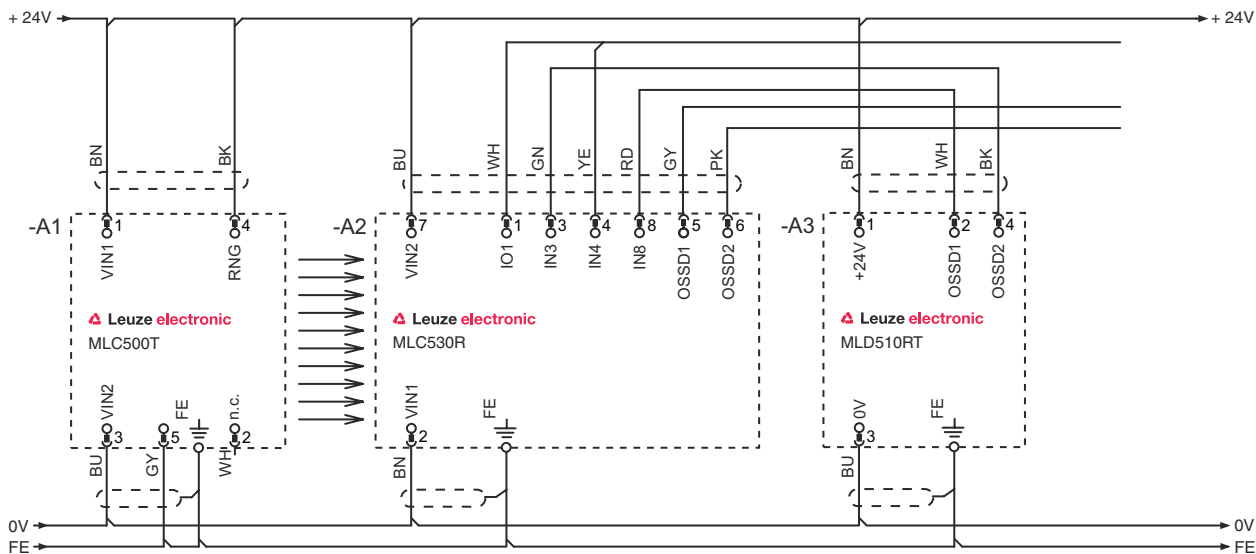 + 24V
+ 24V
BN
BK
BU
WH
GN
YE
RD
GY
PK
BN
WH
BK
-A1
1
4
-A2
7
1
3
4
8
5
6
-A3
1
2
4
VIN1
RNG
VIN2
IO1
IN3
IN4
IN8
OSSD1
OSSD2
+24V
OSSD1
OSSD2
Leuze electronic
MLC500T
Leuze electronic
MLC530R
Leuze electronic
MLD510RT
VIN2
FE
n.c.
VIN1
FE
0V
FE
3
5
2
2
3
BU
GY
WH
BN
BU
0V
0V
FE
FE